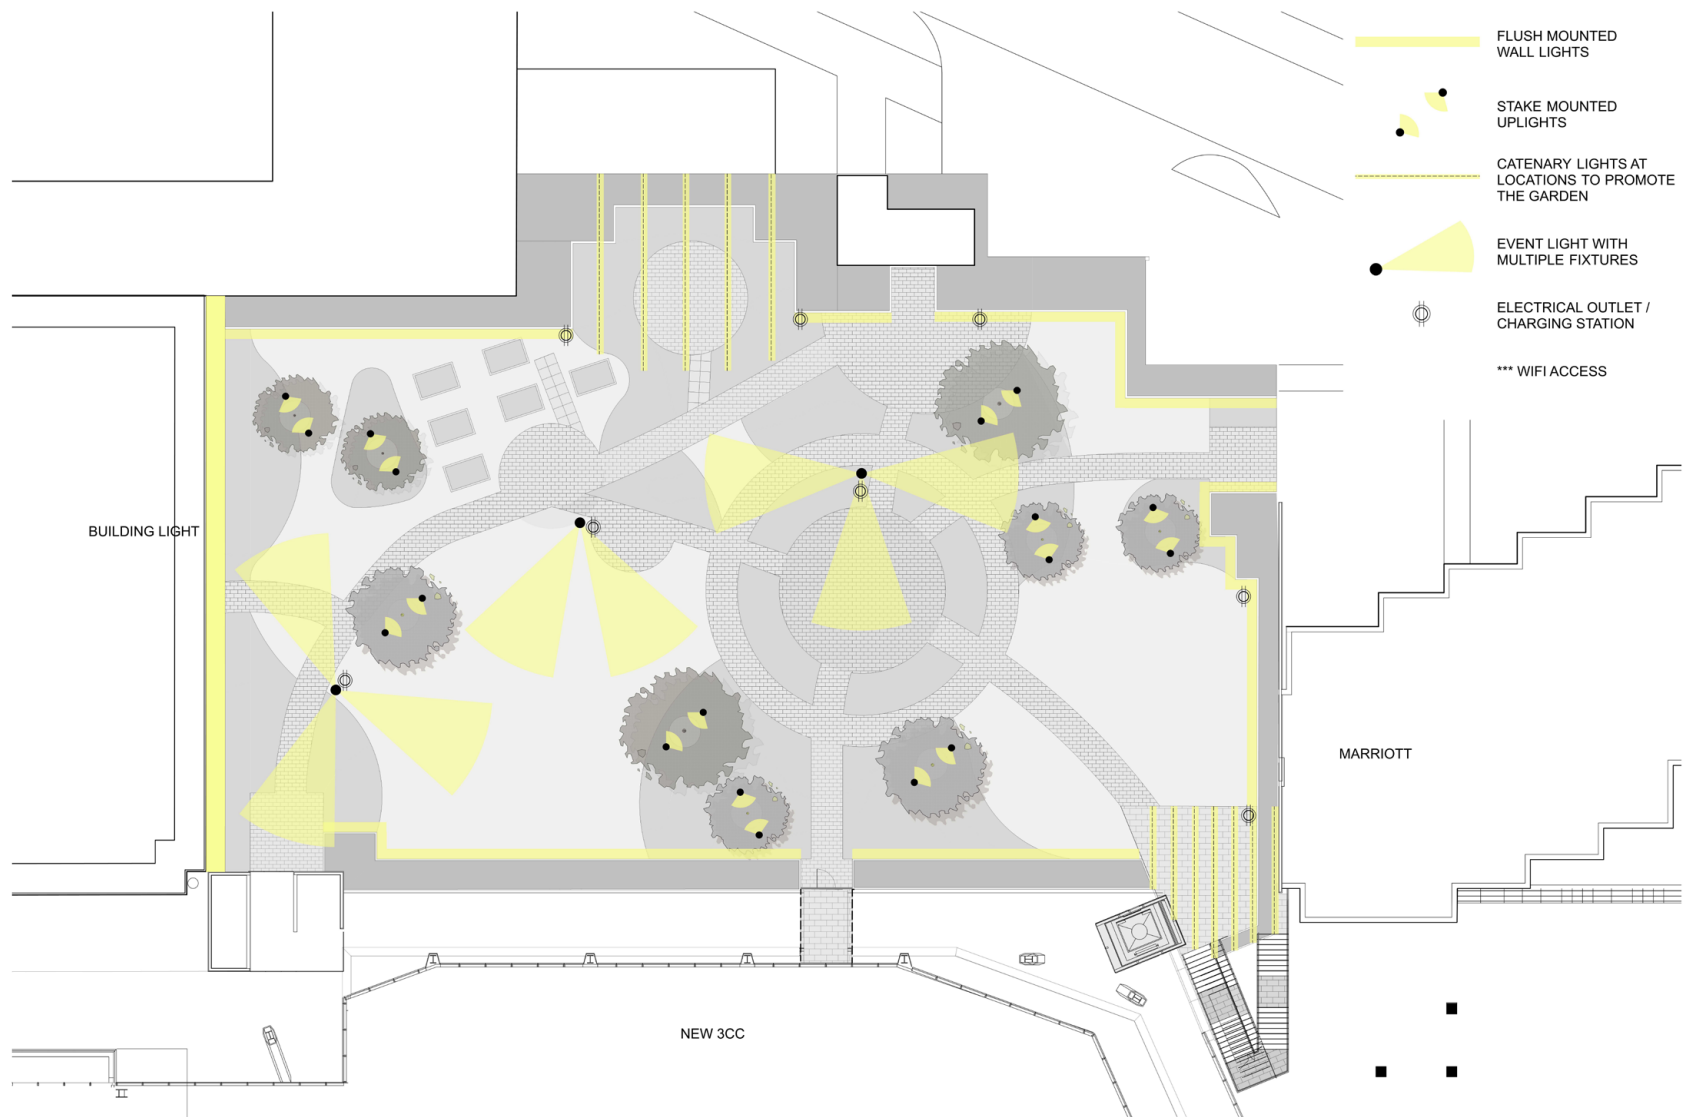 FLUSH MOUNTED
WALL LIGHTS
STAKE MOUNTED
UPLIGHTS
CATENARY LIGHTS AT
LOCATIONS TO PROMOTE
THE GARDEN
EVENT LIGHT WITH
MULTIPLE FIXTURES
ELECTRICAL OUTLET /
CHARGING STATION
*** WIFI ACCESS
BUILDING LIGHT
MARRIOTT
NEW 3CC